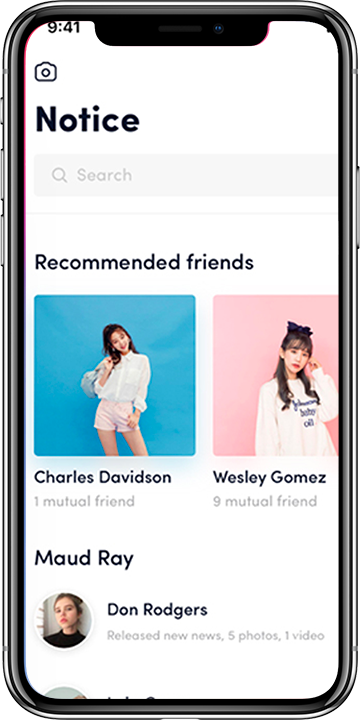 9:41
Notice
Search
Recommended friends
Charles Davidson
1 mutual friend
Wesley Gomez
9 mutual friend
Maud Ray
Don Rodgers
Released new news, 5 photos, 1 video